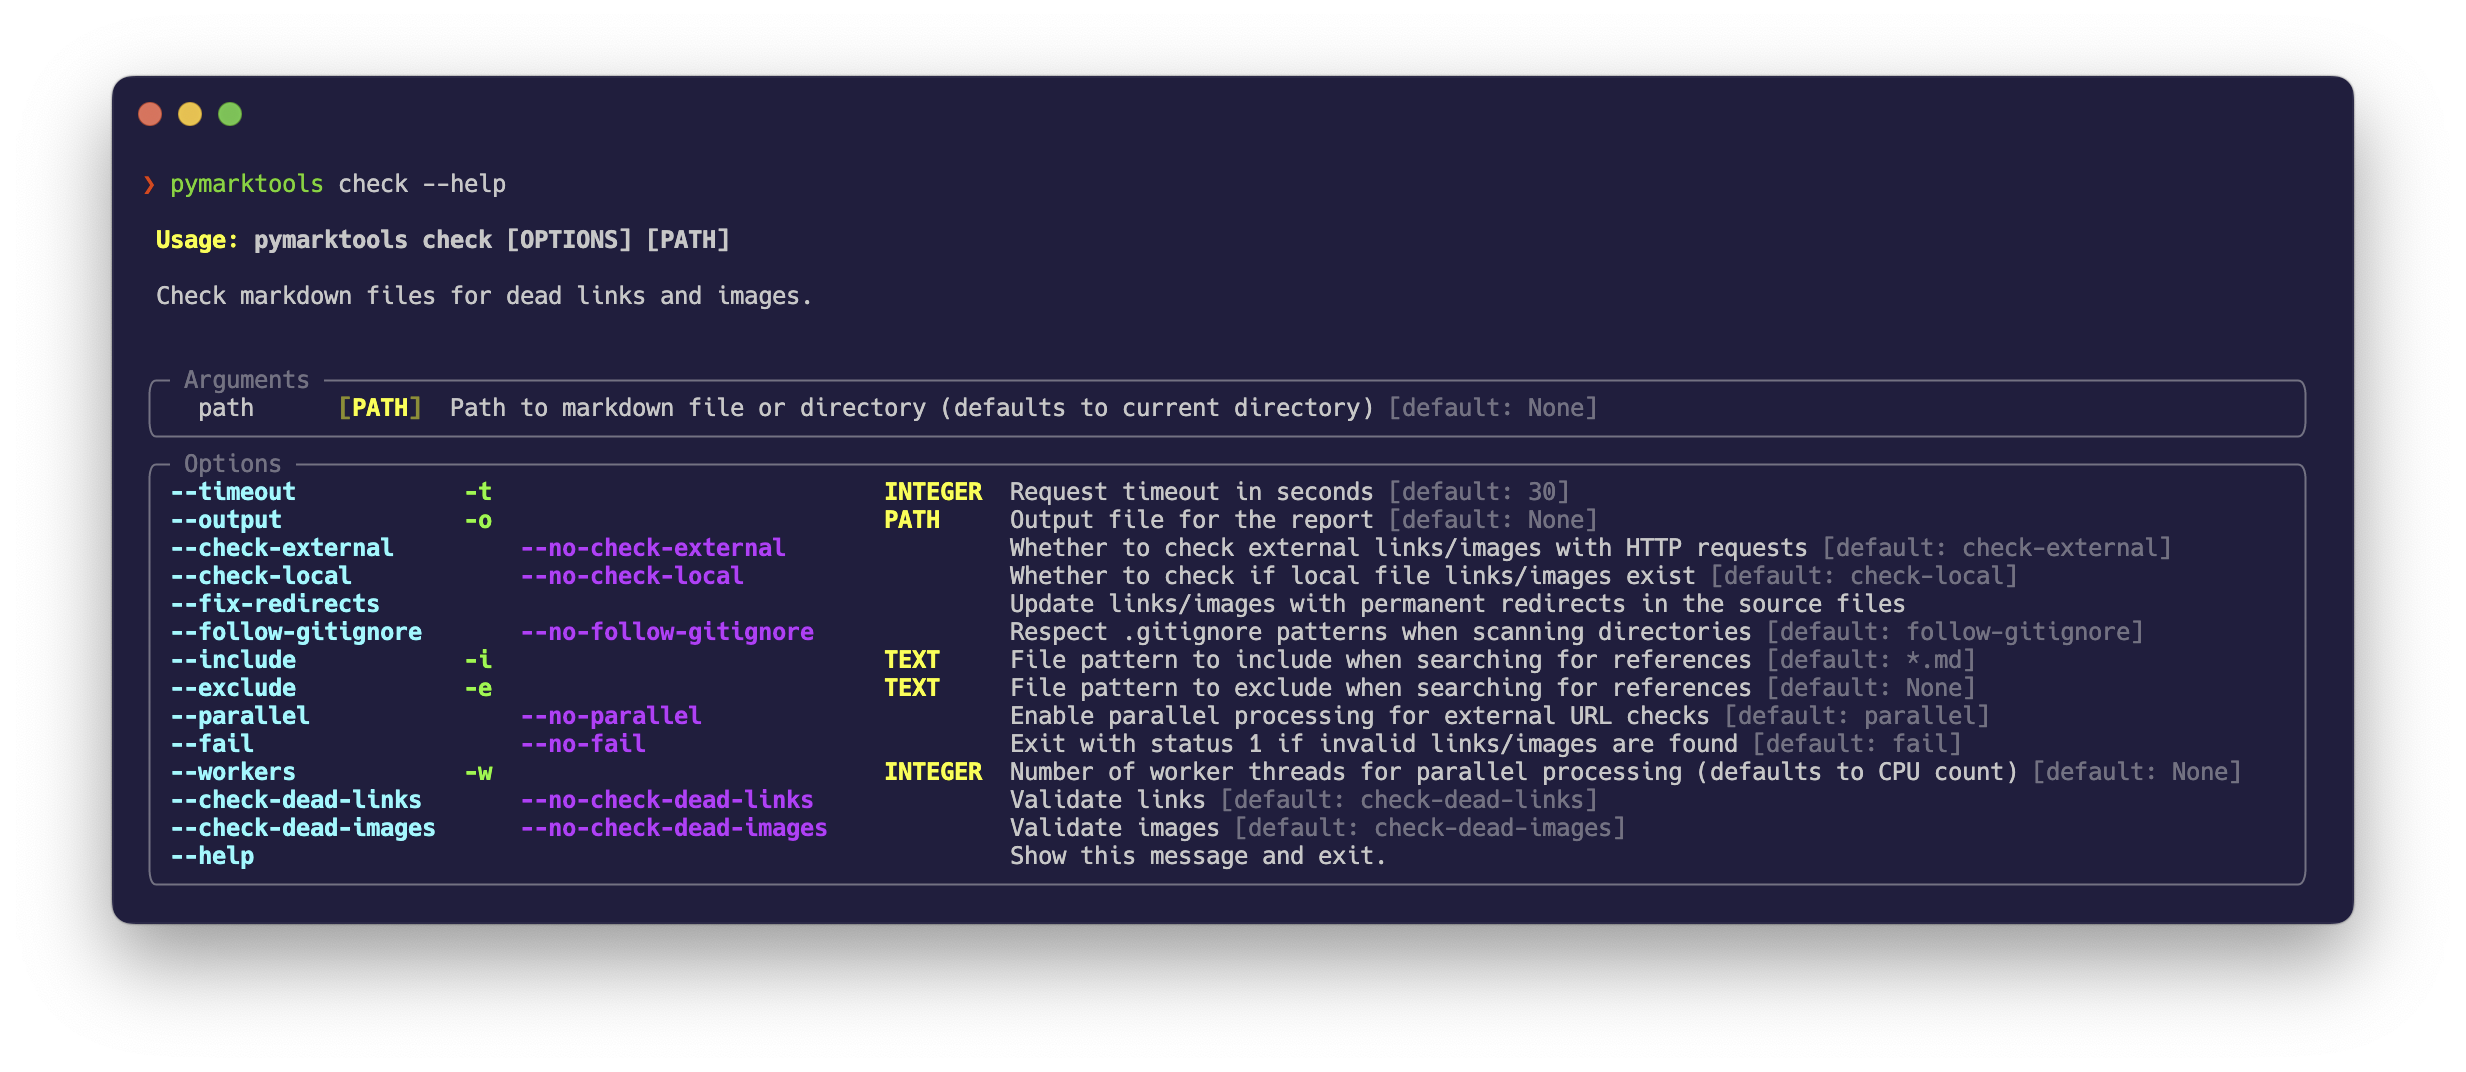 ❯ pymarktools check --help
Usage: pymarktools check [OPTIONS] [PATH]
Check markdown files for dead links and images.
Arguments
path [PATH] Path to markdown file or directory (defaults to current directory) [default: None]
Options
--timeout -t INTEGER Request timeout in seconds [default: 30]
--output -o PATH Output file for the report [default: None]
--check-external --no-check-external Whether to check external links/images with HTTP requests [default: check-external]
--check-local --no-check-local Whether to check if local file links/images exist [default: check-local]
--fix-redirects Update links/images with permanent redirects in the source files
--follow-gitignore --no-follow-gitignore Respect .gitignore patterns when scanning directories [default: follow-gitignore]
--include -i TEXT File pattern to include when searching for references [default: *.md]
--exclude -e TEXT File pattern to exclude when searching for references [default: None]
--parallel --no-parallel Enable parallel processing for external URL checks [default: parallel]
--fail --no-fail Exit with status 1 if invalid links/images are found [default: fail]
--workers -w INTEGER Number of worker threads for parallel processing (defaults to CPU count) [default: None]
--check-dead-links --no-check-dead-links Validate links [default: check-dead-links]
--check-dead-images --no-check-dead-images Validate images [default: check-dead-images]
--help Show this message and exit.